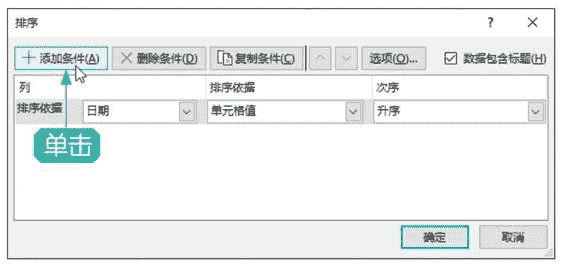 排序 ? ×
添加条件(A) 删除条件(D) 复制条件(C) 选项(O)... 数据包含标题(H)
列 排序依据 次序
排序依据 日期 单元格值 升序
单击
确定 取消